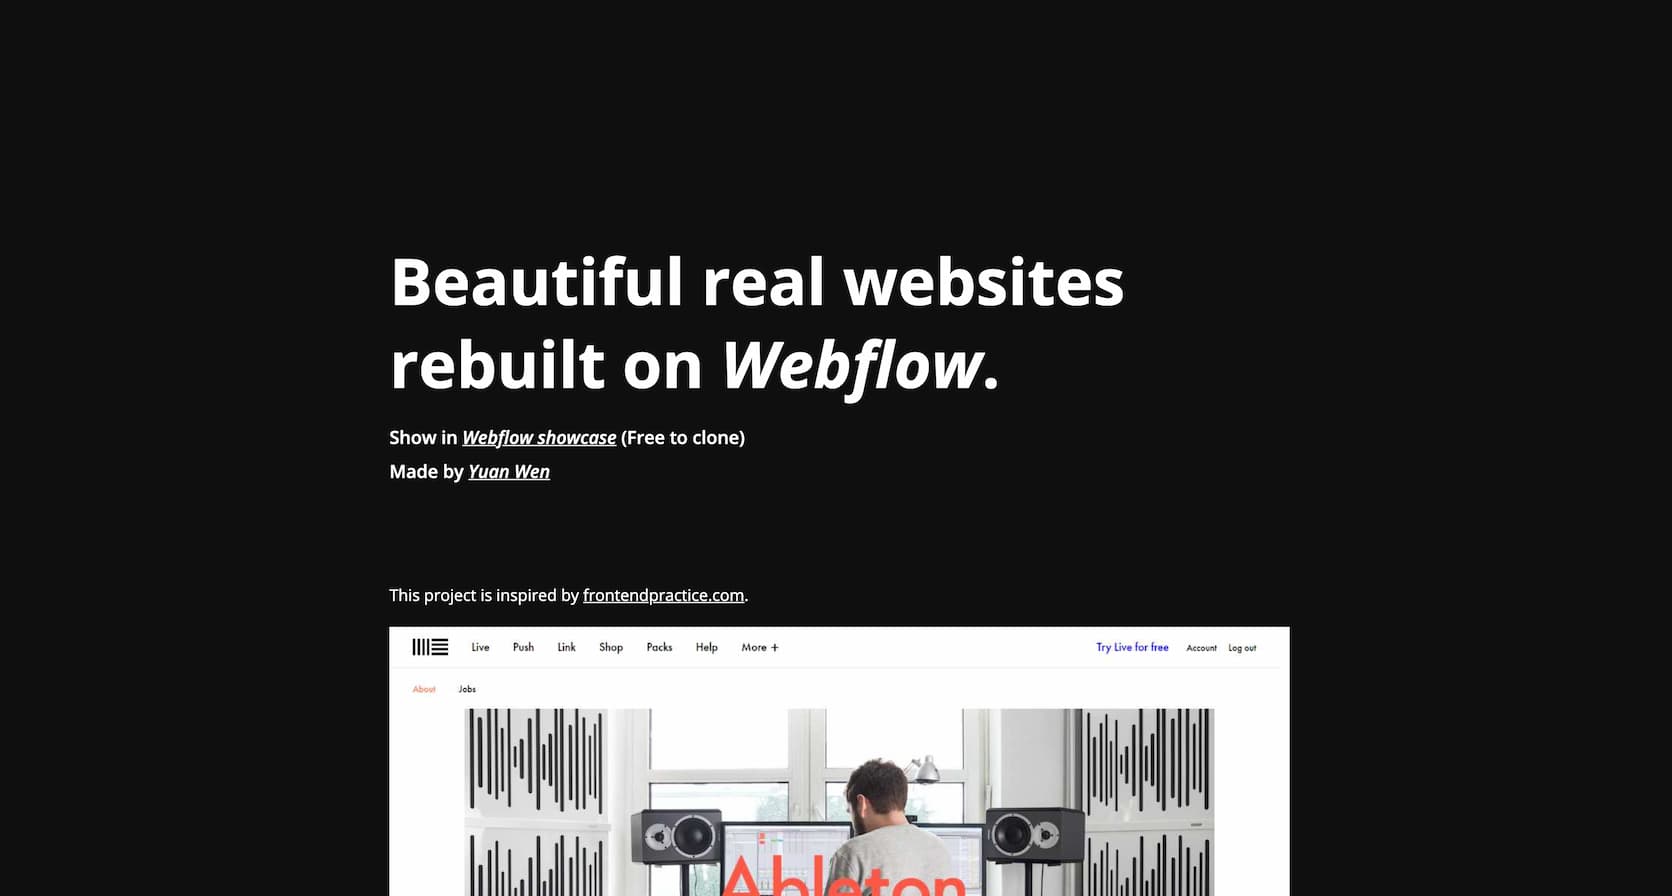 Beautiful real websites
rebuilt on Webflow.
Show in Webflow showcase (Free to clone)
Made by Yuan Wen
This project is inspired by frontendpractice.com.
Live Push Link Shop Packs Help More + Try Live for free Account Log out
About Jobs
Ableton